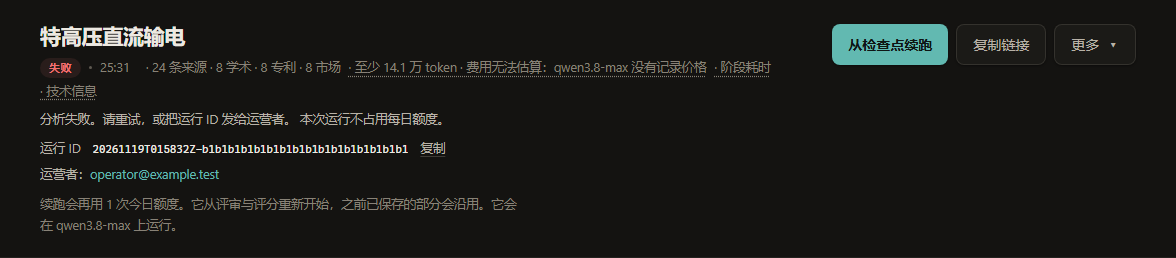 特高压直流输电
从检查点续跑
复制链接
更多 ▾
失败 · 25:31 · 24 条来源 · 8 学术 · 8 专利 · 8 市场 · 至少 14.1 万 token · 费用无法估算：qwen3.8-max 没有记录价格 · 阶段耗时
· 技术信息
分析失败。请重试，或把运行 ID 发给运营者。 本次运行不占用每日额度。
运行 ID 20261119T015832Z-b1b1b1b1b1b1b1b1b1b1b1b1b1b1b1b1 复制
运营者：operator@example.test
续跑会再用 1 次今日额度。它从评审与评分重新开始，之前已保存的部分会沿用。它会
在 qwen3.8-max 上运行。